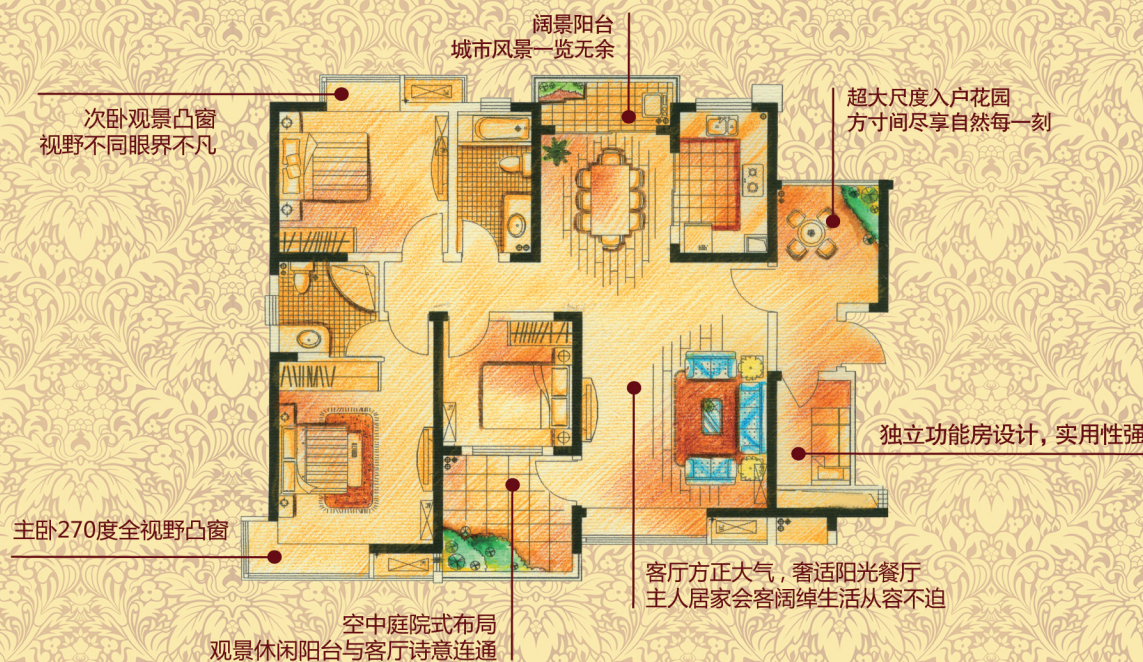 阔景阳台
城市风景一览无余
次卧观景凸窗
视野不同眼界不凡
超大尺度入户花园
方寸间尽享自然每一刻
独立功能房设计，实用性强
主卧270度全视野凸窗
客厅方正大气，奢适阳光餐厅
主人居家会客阔绰生活从容不迫
空中庭院式布局
观景休闲阳台与客厅诗意连通